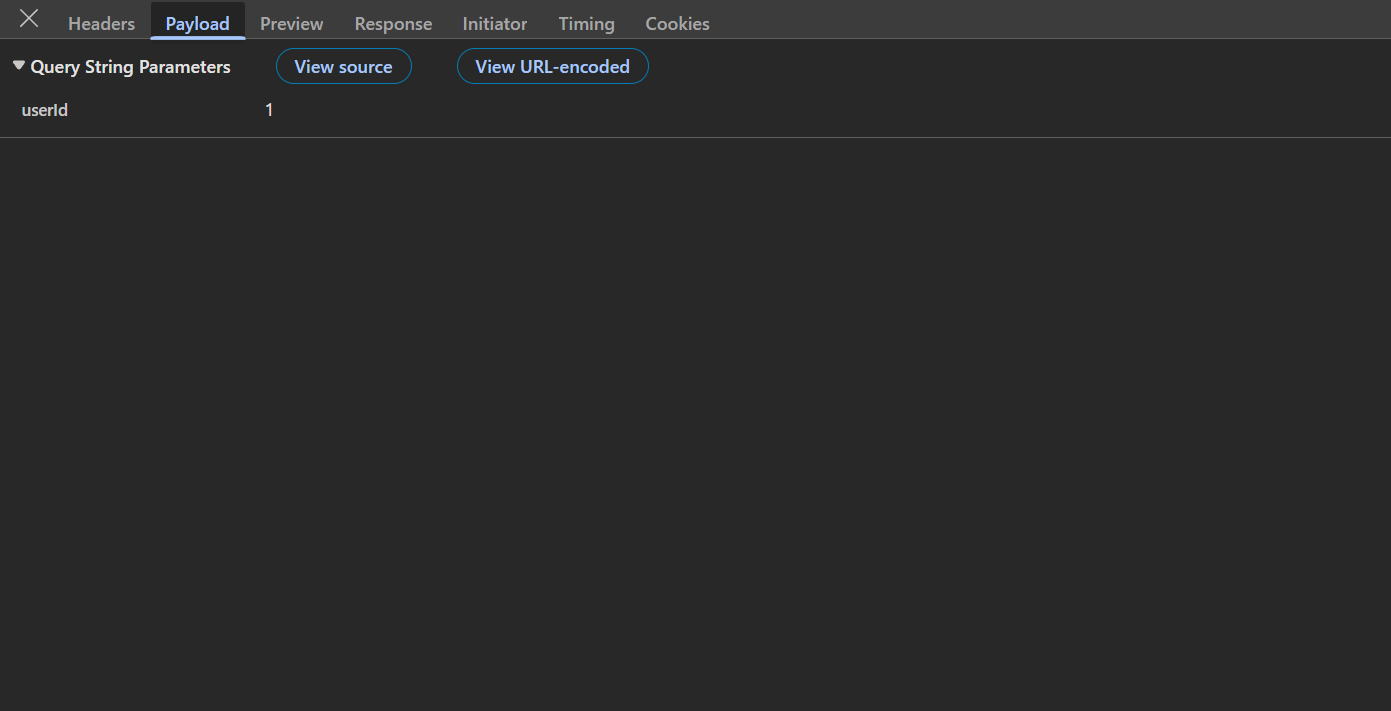 Headers Payload Preview Response Initiator Timing Cookies
Query String Parameters View source View URL-encoded
userId 1